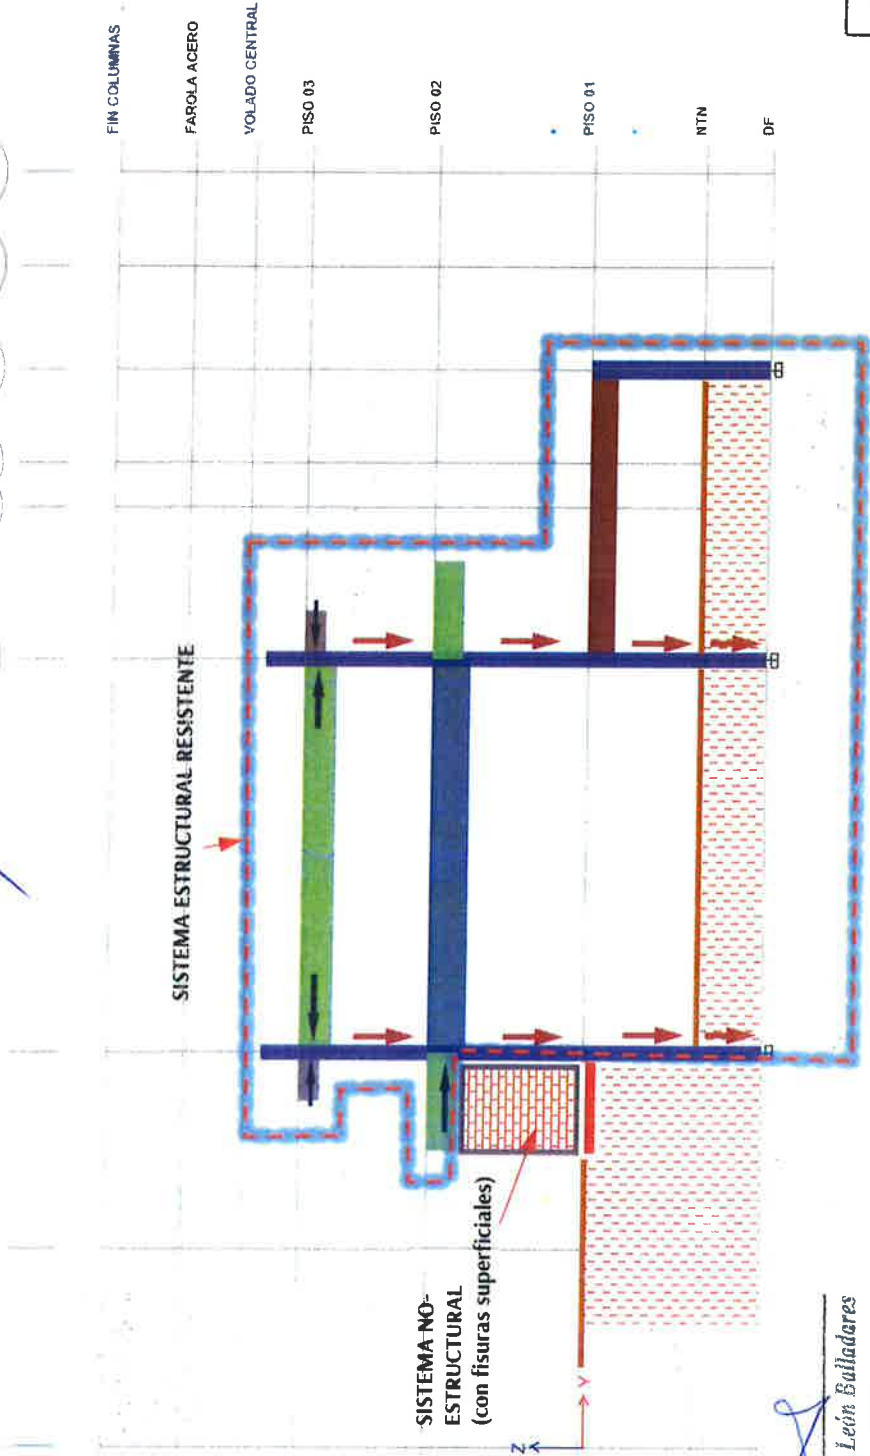 FIN COLUMNAS
FAROLA ACERO
VOLADO CENTRAL
PISO 03
PISO 02
PISO 01
NTN
DF
SISTEMA ESTRUCTURAL RESISTENTE
SISTEMA NO-
ESTRUCTURAL
(con fisuras superficiales)
Z
Y
León Balladares